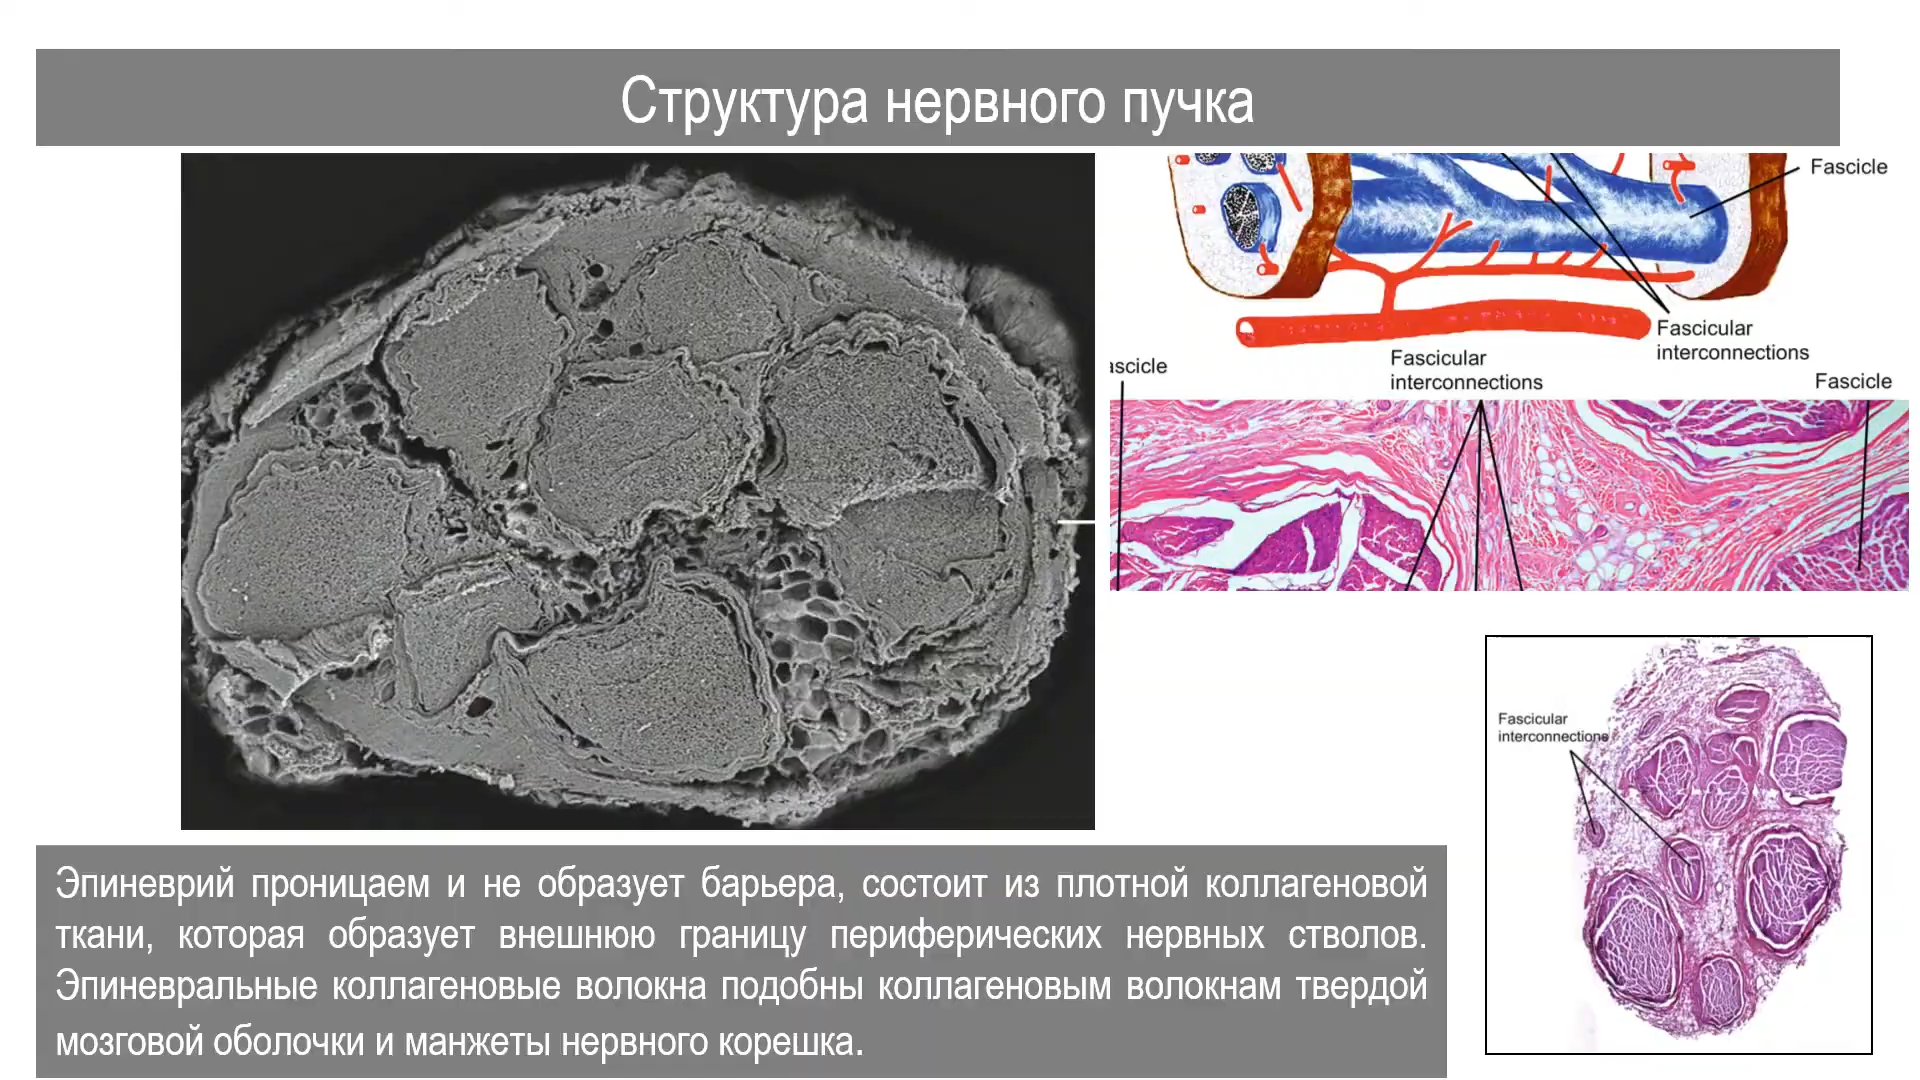 Структура нервного пучка
Fascicle
Fascicular
interconnections
ascicle
Fascicular
interconnections
Fascicle
Fascicular
interconnections
Эпиневрий проницаем и не образует барьера, состоит из плотной коллагеновой
ткани, которая образует внешнюю границу периферических нервных стволов.
Эпиневральные коллагеновые волокна подобны коллагеновым волокнам твердой
мозговой оболочки и манжеты нервного корешка.